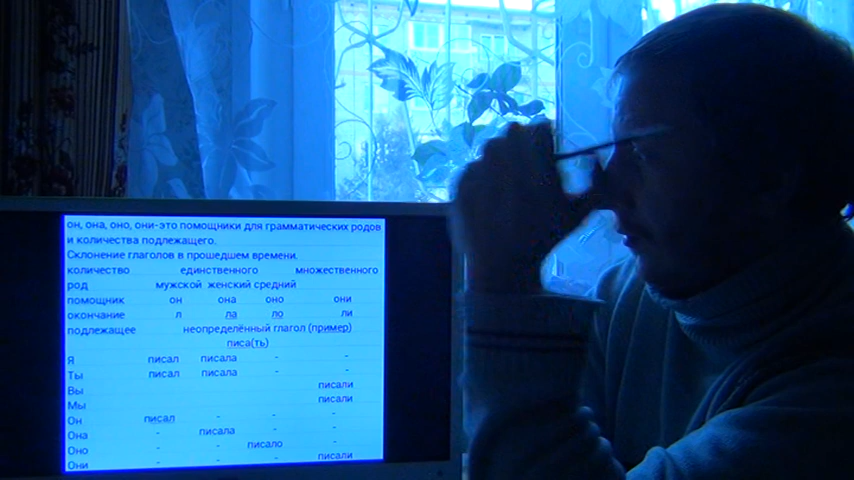 он, она, оно, они-это помощники для грамматических родов
и количества подлежащего.
Склонение глаголов в прошедшем времени.
количество единственного множественного
род мужской женский средний
помощник он она оно они
окончание л ла ло ли
подлежащее неопределённый глагол (пример)
писа(ть)
Я писал писала - -
Ты писал писала - -
Вы писали
Мы писали
Он писал - - -
Она - писала - -
Оно - - писало -
Они - - - писали